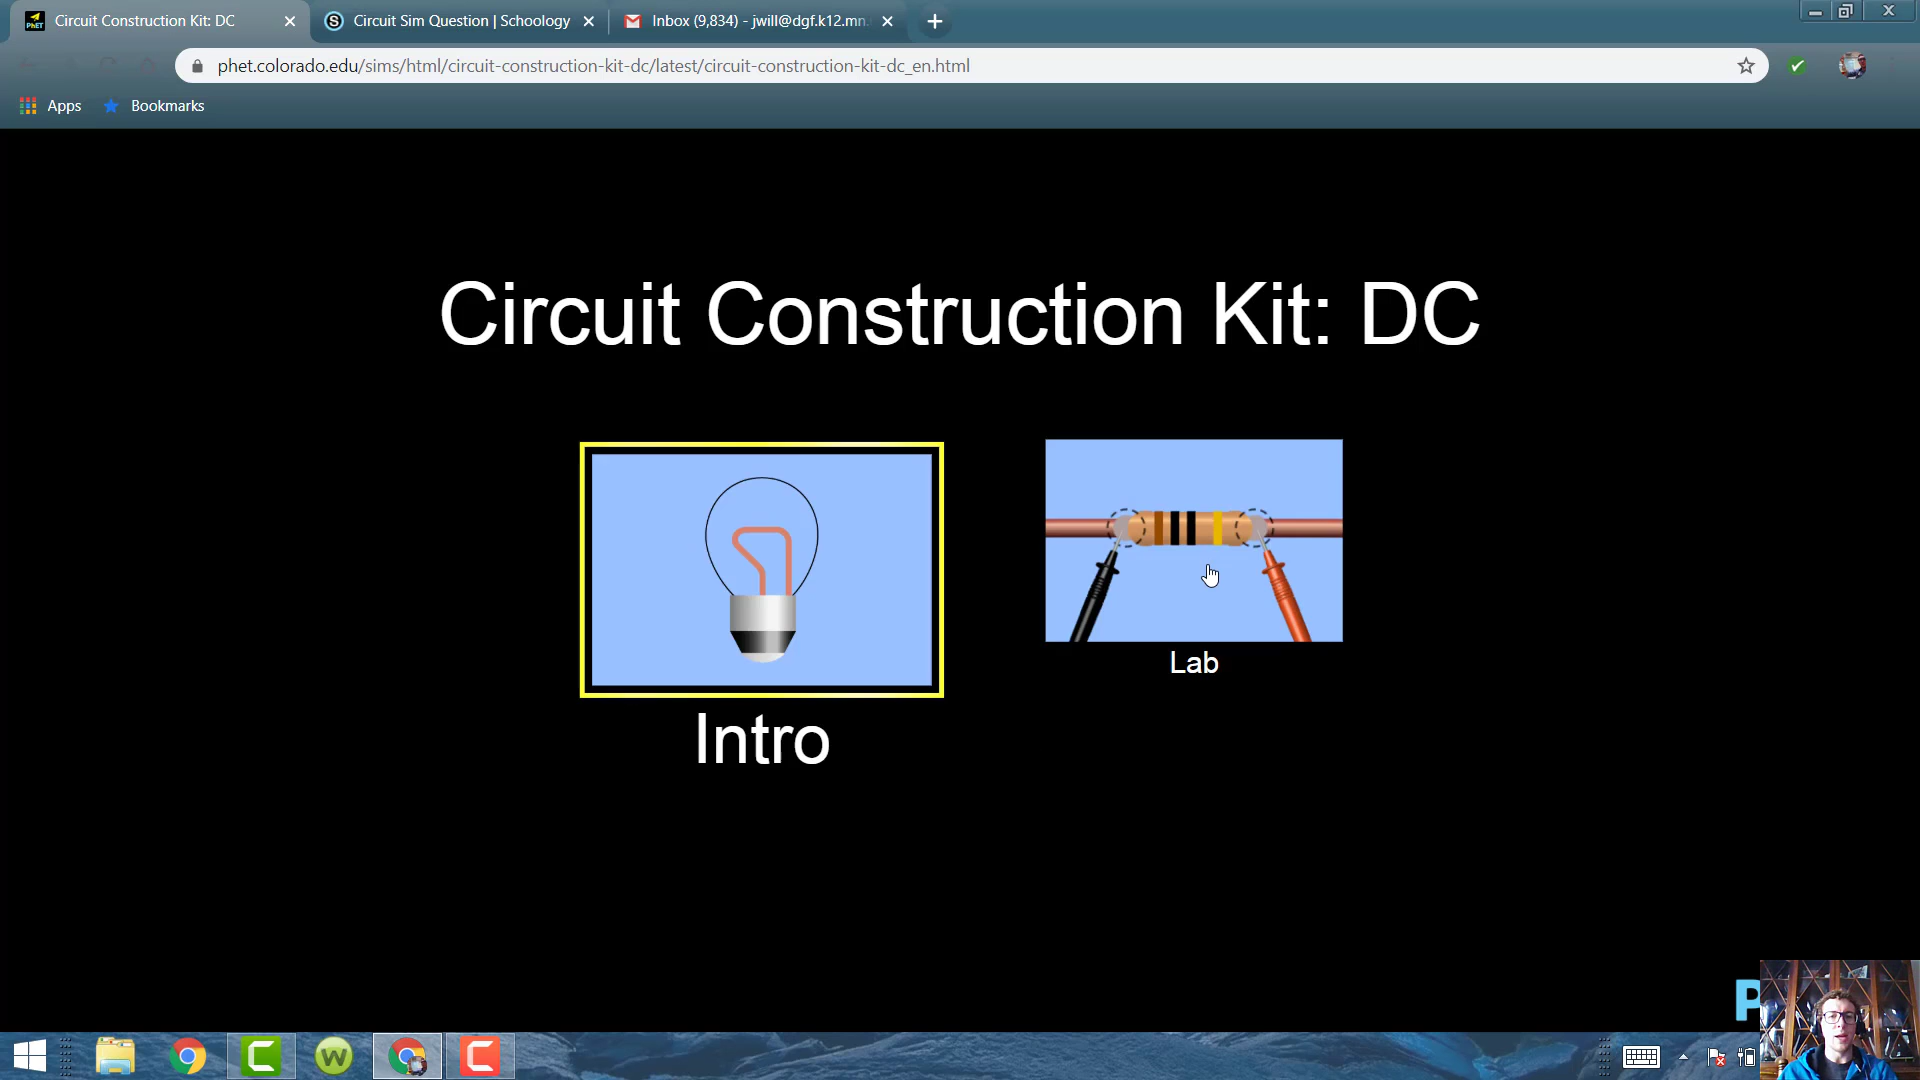 Circuit Construction Kit: DC
Circuit Sim Question | Schoology
Inbox (9,834) - jwill@dgf.k12.mn.
phet.colorado.edu/sims/html/circuit-construction-kit-dc/latest/circuit-construction-kit-dc_en.html
Apps
Bookmarks
Circuit Construction Kit: DC
Lab
Intro
P